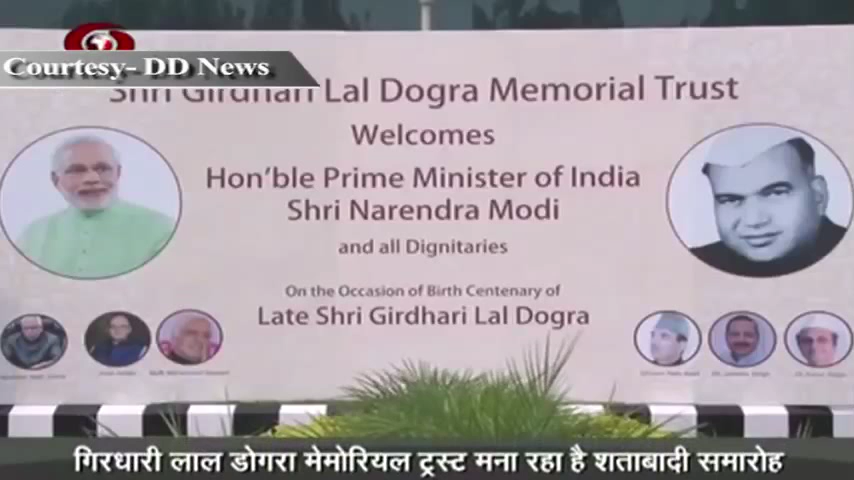 Courtesy- DD News
Shri Girdhari Lal Dogra Memorial Trust
Welcomes
Hon'ble Prime Minister of India
Shri Narendra Modi
and all Dignitaries
On the Occasion of Birth Centenary of
Late Shri Girdhari Lal Dogra
गिरधारी लाल डोगरा मेमोरियल ट्रस्ट मना रहा है शताबादी समारोह